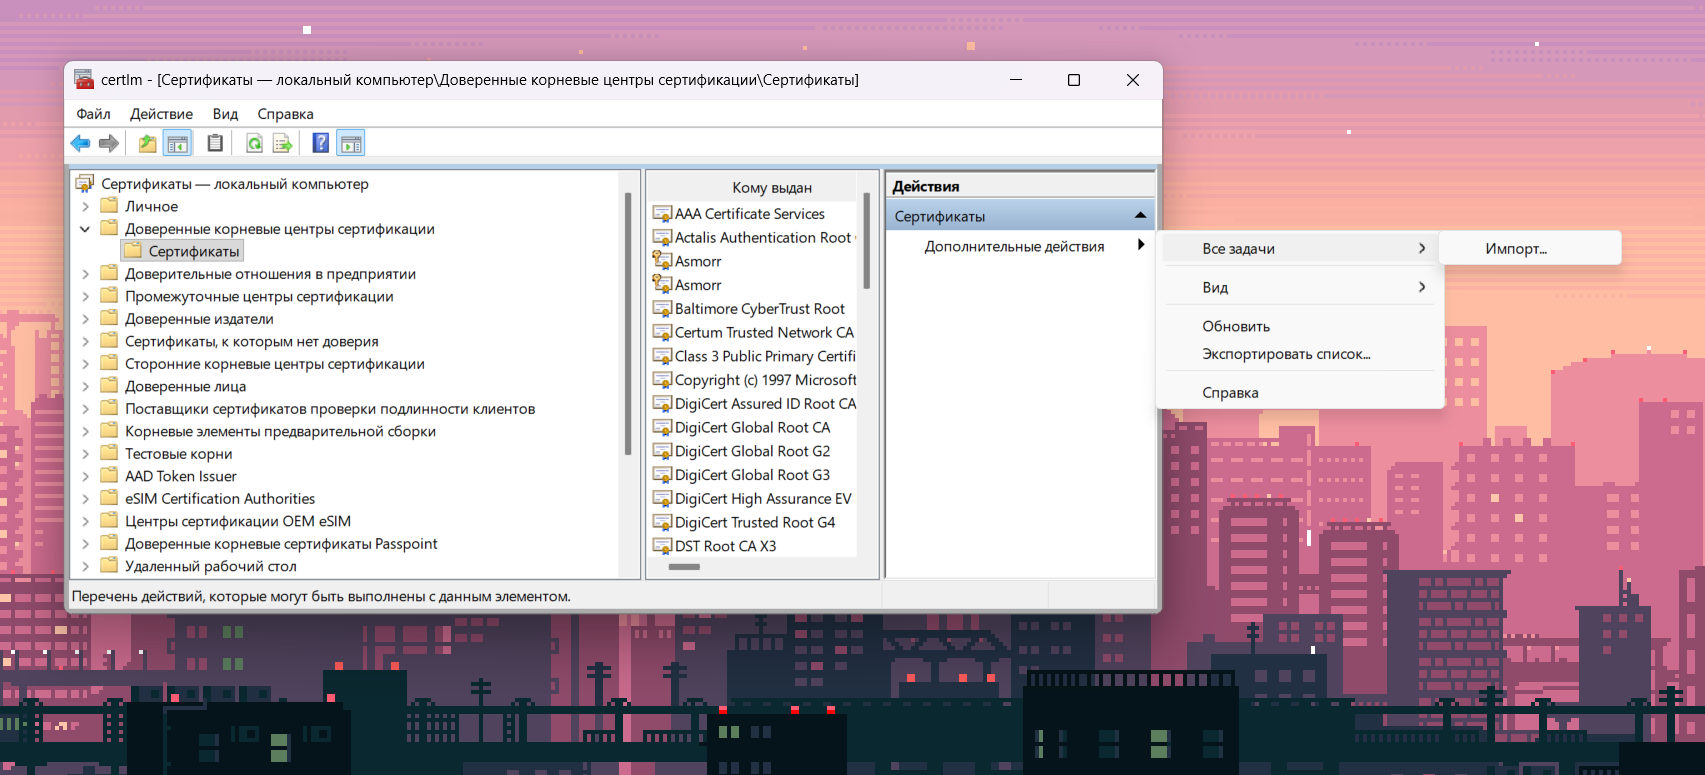 certlm - [Сертификаты — локальный компьютер\Доверенные корневые центры сертификации\Сертификаты]
Файл Действие Вид Справка
Сертификаты — локальный компьютер
Личное
Доверенные корневые центры сертификации
Сертификаты
Доверительные отношения в предприятии
Промежуточные центры сертификации
Доверенные издатели
Сертификаты, к которым нет доверия
Сторонние корневые центры сертификации
Доверенные лица
Поставщики сертификатов проверки подлинности клиентов
Корневые элементы предварительной сборки
Тестовые корни
AAD Token Issuer
eSIM Certification Authorities
Центры сертификации OEM eSIM
Доверенные корневые сертификаты Passpoint
Удаленный рабочий стол
Кому выдан
AAA Certificate Services
Actalis Authentication Root
Asmorr
Asmorr
Baltimore CyberTrust Root
Certum Trusted Network CA
Class 3 Public Primary Certifi
Copyright (c) 1997 Microsoft
DigiCert Assured ID Root CA
DigiCert Global Root CA
DigiCert Global Root G2
DigiCert Global Root G3
DigiCert High Assurance EV
DigiCert Trusted Root G4
DST Root CA X3
Действия
Сертификаты
Дополнительные действия
Все задачи
Вид
Обновить
Экспортировать список...
Справка
Импорт...
Перечень действий, которые могут быть выполнены с данным элементом.